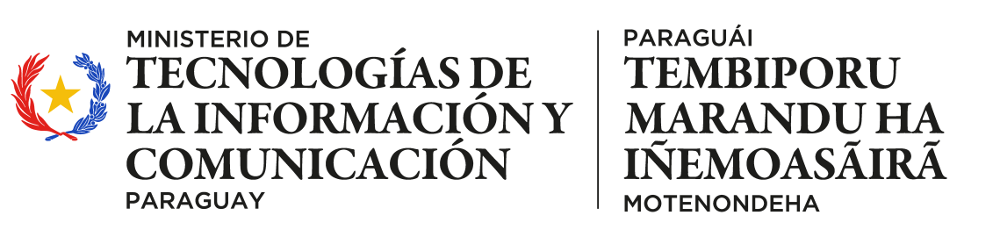 MINISTERIO DE
TECNOLOGÍAS DE
LA INFORMACIÓN Y
COMUNICACIÓN
PARAGUAY
PARAGUÁI
TEMBIPORU
MARANDU HA
IÑEMOASÃIRÃ
MOTENONDEHA